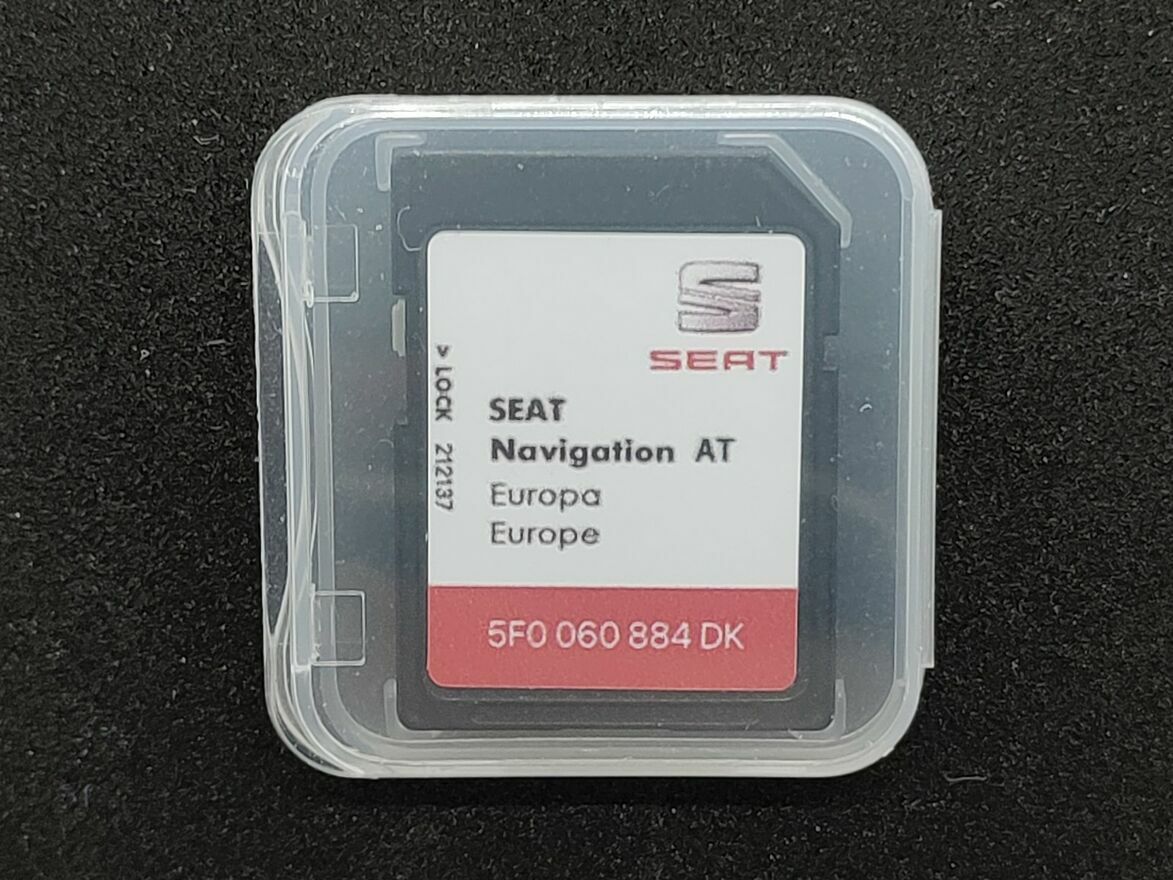 SEAT
SEAT
Navigation AT
Europa
Europe
> LOCK 212137
5F0 060 884 DK